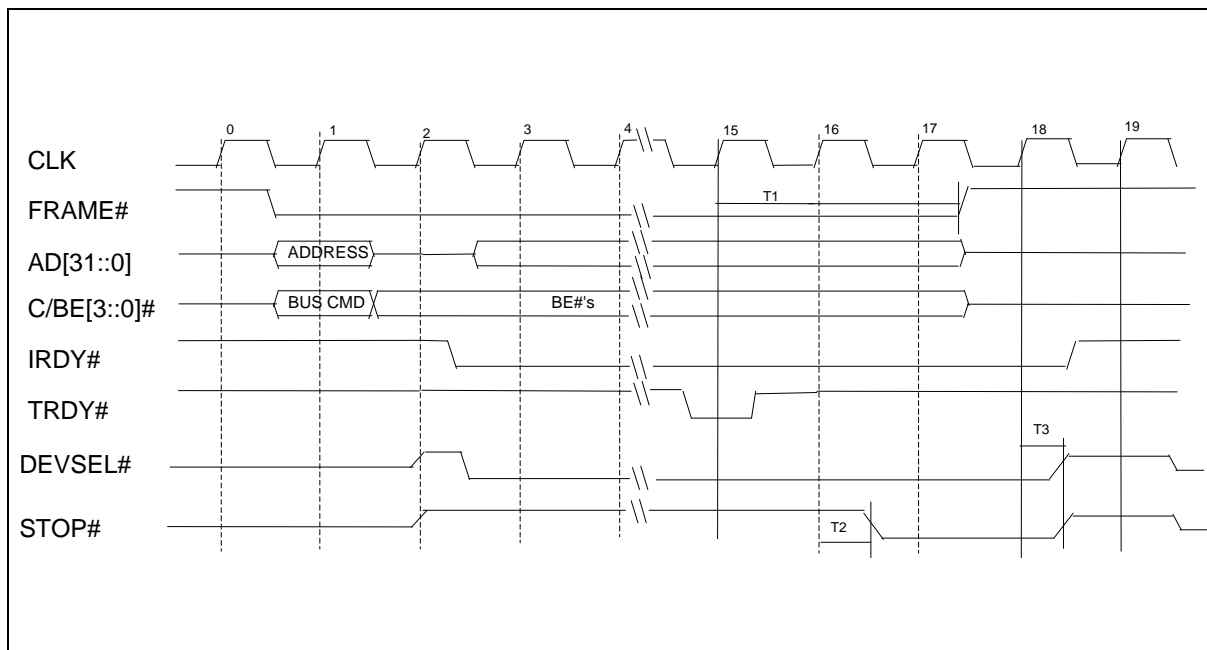 0 1 2 3 4 15 16 17 18 19
CLK
FRAME#
T1
AD[31::0]
ADDRESS
C/BE[3::0]#
BUS CMD
BE#'s
IRDY#
TRDY#
DEVSEL#
T3
STOP#
T2